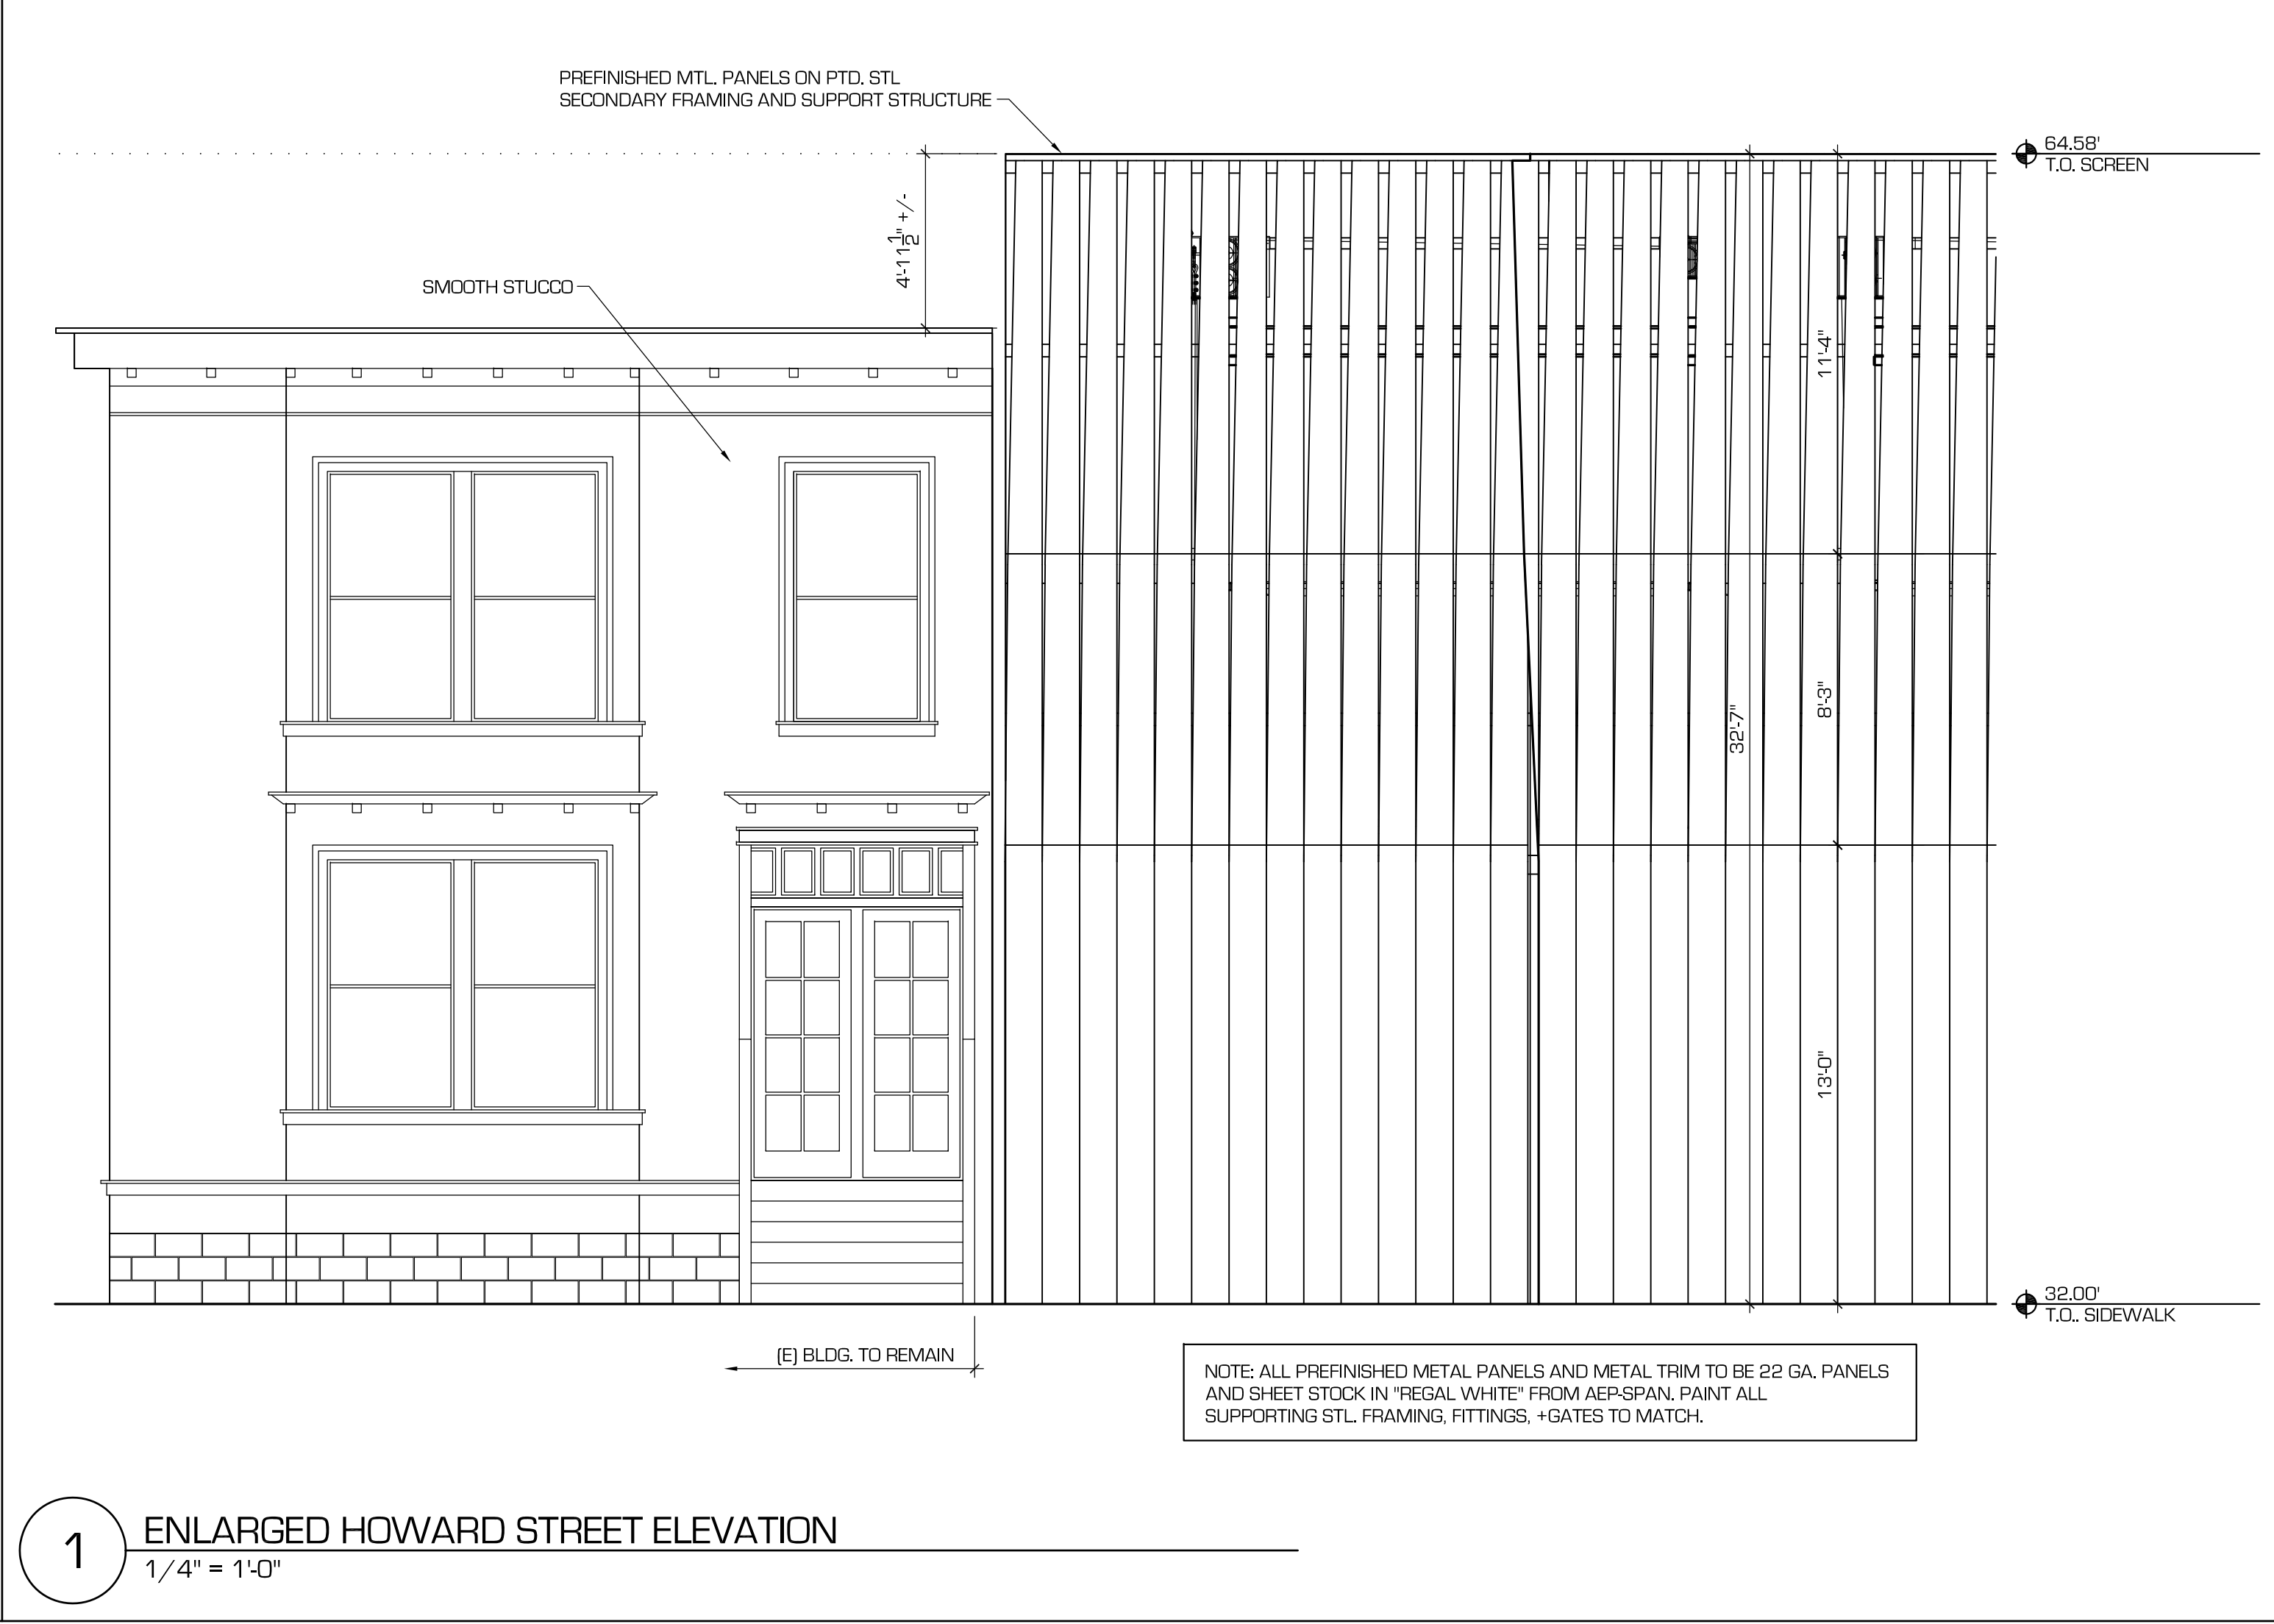 PREFINISHED MTL. PANELS ON PTD. STL
SECONDARY FRAMING AND SUPPORT STRUCTURE
64.58'
T.O. SCREEN
4'-11 1/2" +/-
SMOOTH STUCCO
11'-4"
8'-3"
32'-7"
13'-0"
32.00'
T.O.. SIDEWALK
(E) BLDG. TO REMAIN
NOTE: ALL PREFINISHED METAL PANELS AND METAL TRIM TO BE 22 GA. PANELS
AND SHEET STOCK IN "REGAL WHITE" FROM AEP-SPAN. PAINT ALL
SUPPORTING STL. FRAMING, FITTINGS, +GATES TO MATCH.
1
ENLARGED HOWARD STREET ELEVATION
1/4" = 1'-0"